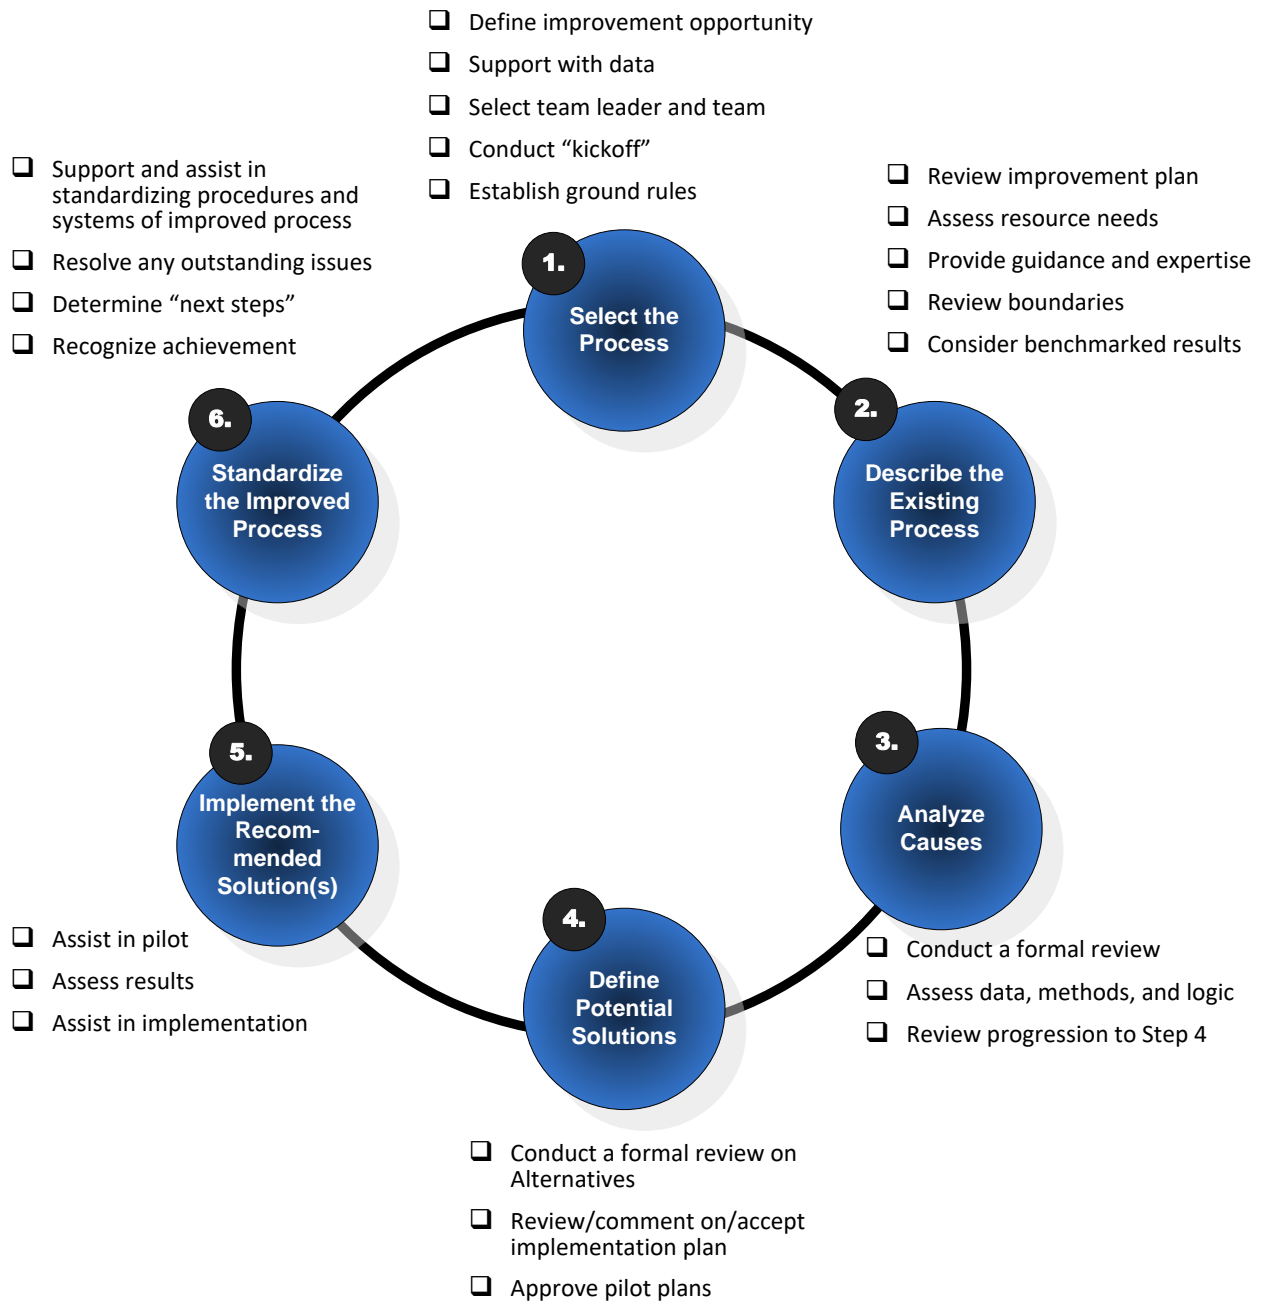 ❑ Define improvement opportunity
❑ Support with data
❑ Select team leader and team
❑ Conduct “kickoff”
❑ Establish ground rules
1.
Select the
Process
❑ Review improvement plan
❑ Assess resource needs
❑ Provide guidance and expertise
❑ Review boundaries
❑ Consider benchmarked results
2.
Describe the
Existing
Process
3.
Analyze
Causes
❑ Conduct a formal review
❑ Assess data, methods, and logic
❑ Review progression to Step 4
4.
Define
Potential
Solutions
❑ Conduct a formal review on
Alternatives
❑ Review/comment on/accept
implementation plan
❑ Approve pilot plans
5.
Implement the
Recom-
mended
Solution(s)
❑ Assist in pilot
❑ Assess results
❑ Assist in implementation
❑ Support and assist in
standardizing procedures and
systems of improved process
❑ Resolve any outstanding issues
❑ Determine “next steps”
❑ Recognize achievement
6.
Standardize
the Improved
Process